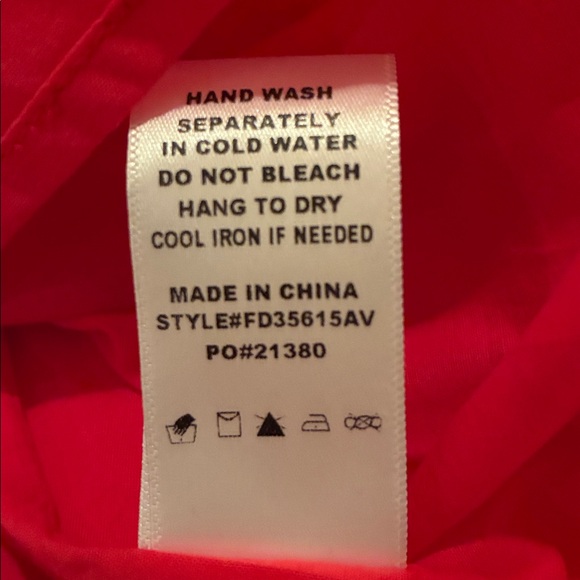 HAND WASH
SEPARATELY
IN COLD WATER
DO NOT BLEACH
HANG TO DRY
COOL IRON IF NEEDED
MADE IN CHINA
STYLE#FD35615AV
PO#21380